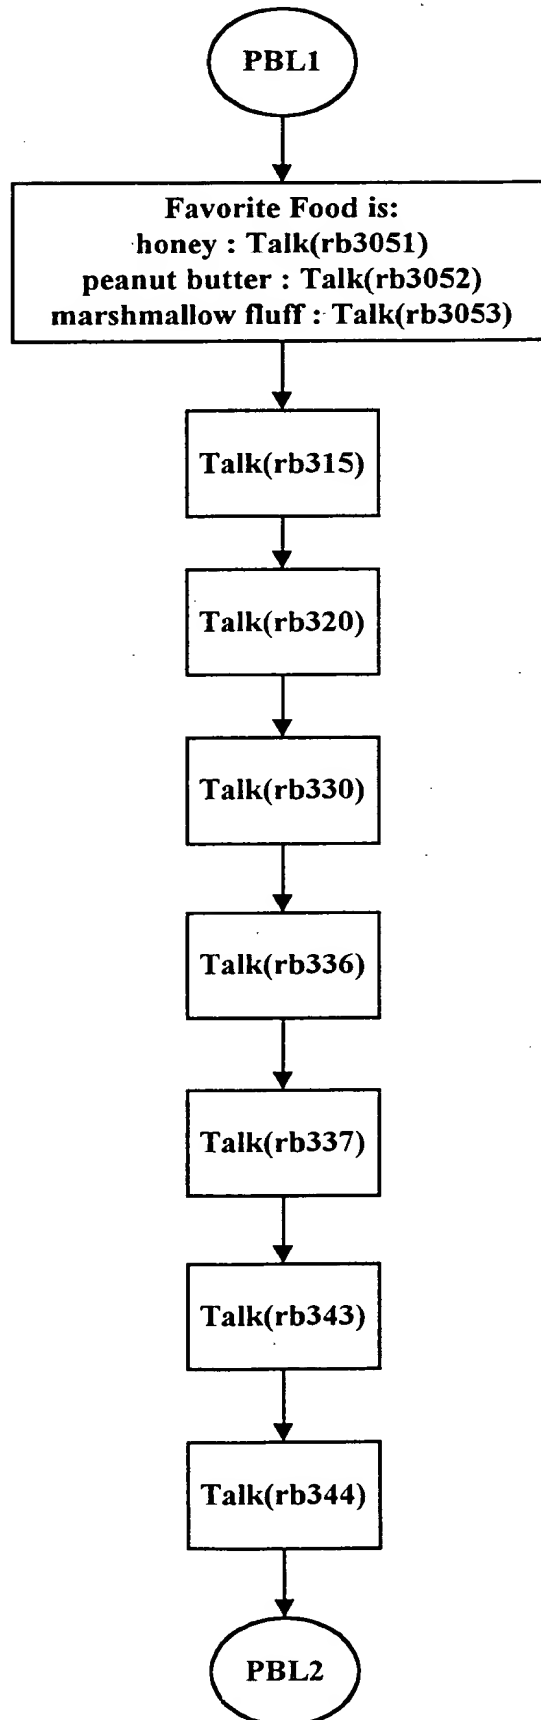 PBL1
Favorite Food is:
honey : Talk(rb3051)
peanut butter : Talk(rb3052)
marshmallow fluff : Talk(rb3053)
Talk(rb315)
Talk(rb320)
Talk(rb330)
Talk(rb336)
Talk(rb337)
Talk(rb343)
Talk(rb344)
PBL2